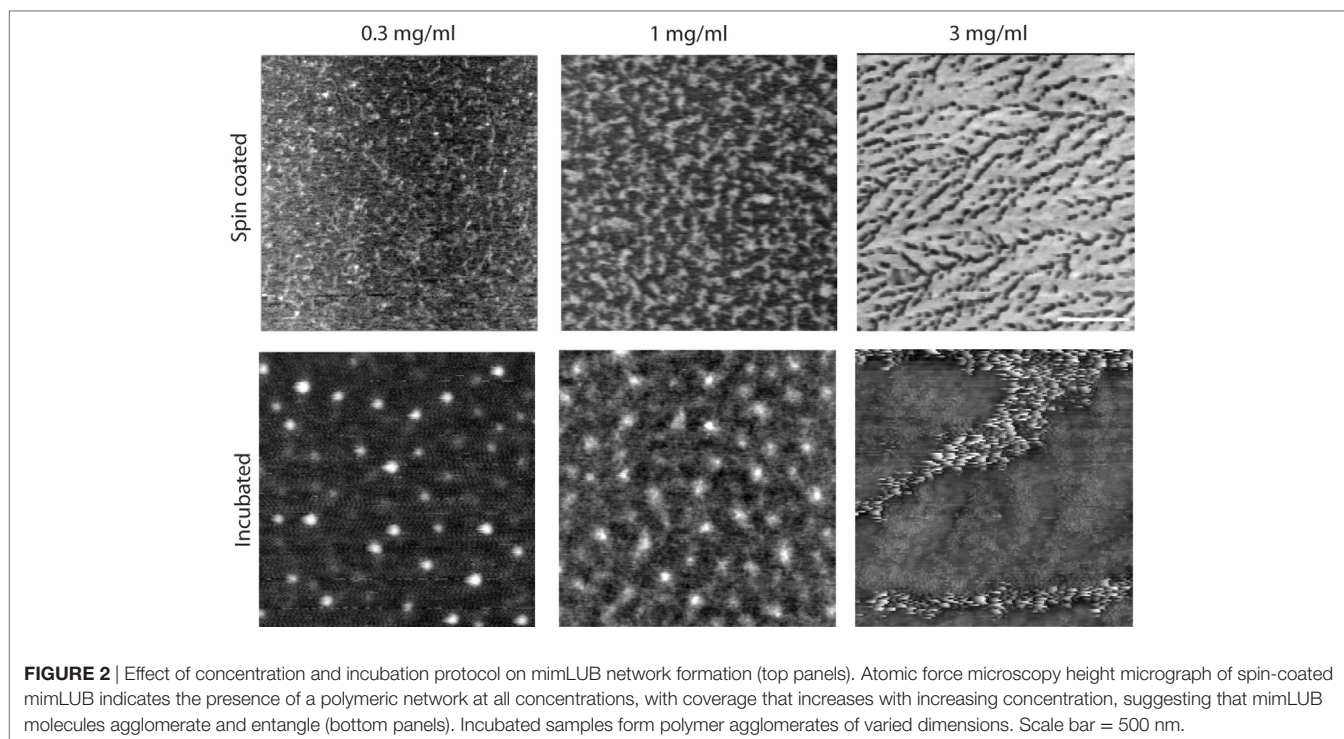 0.3 mg/ml
1 mg/ml
3 mg/ml
Spin coated
Incubated
FIGURE 2 | Effect of concentration and incubation protocol on mimLUB network formation (top panels). Atomic force microscopy height micrograph of spin-coated
mimLUB indicates the presence of a polymeric network at all concentrations, with coverage that increases with increasing concentration, suggesting that mimLUB
molecules agglomerate and entangle (bottom panels). Incubated samples form polymer agglomerates of varied dimensions. Scale bar = 500 nm.